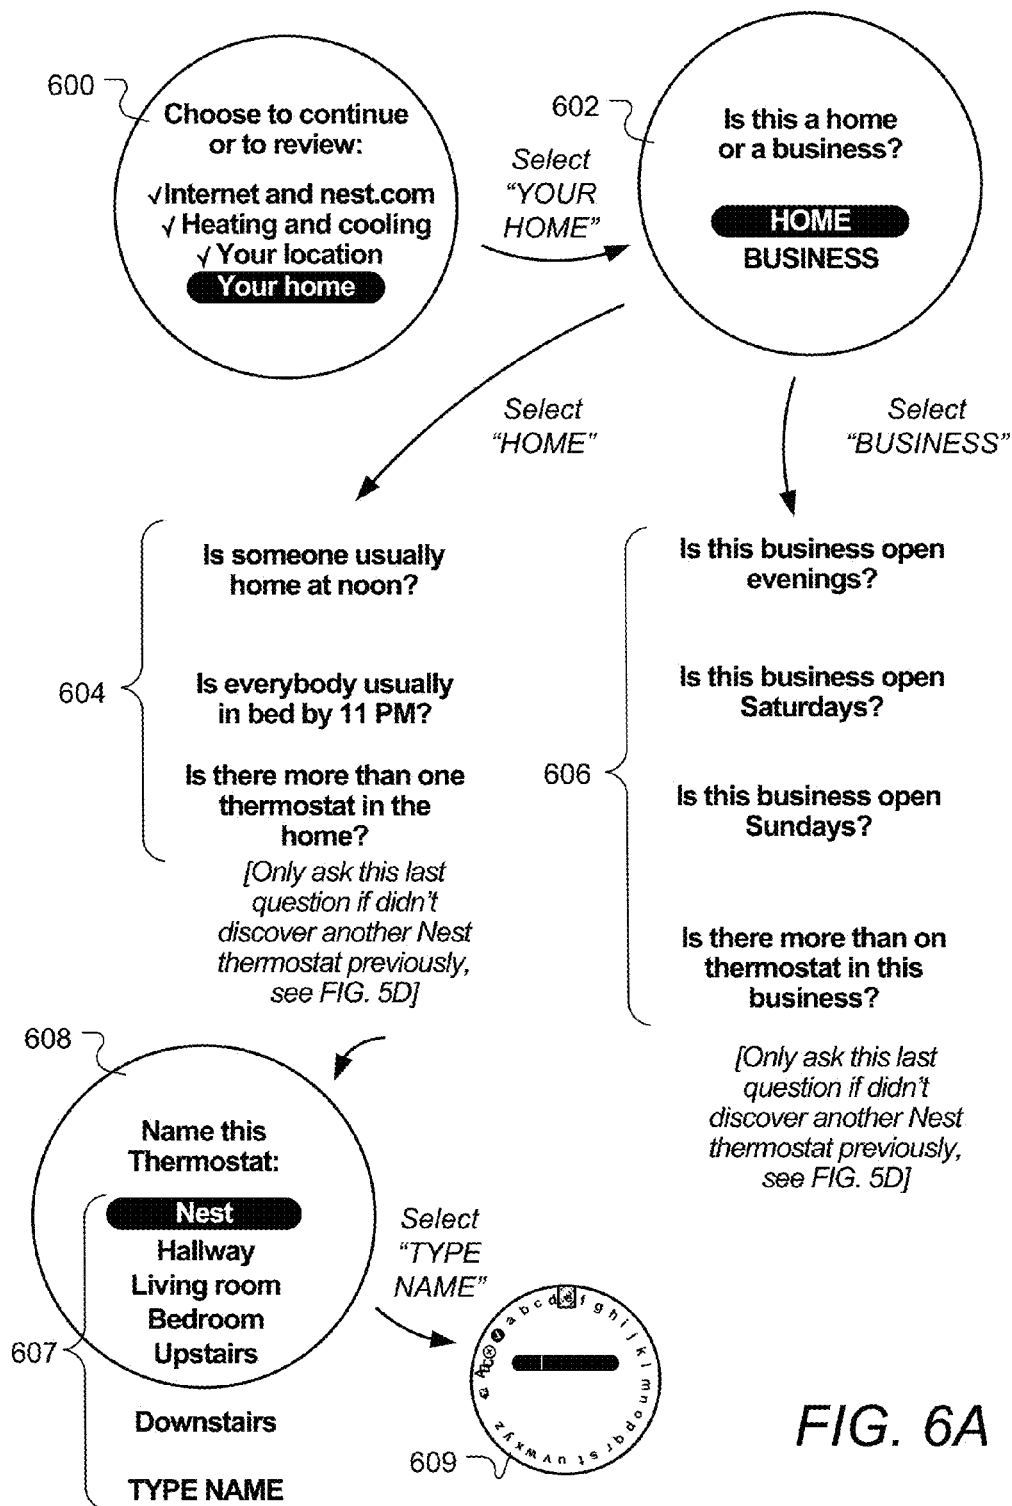 600
Choose to continue
or to review:
√Internet and nest.com
√ Heating and cooling
√ Your location
Your home
Select
“YOUR
HOME”
602
Is this a home
or a business?
HOME
BUSINESS
Select
“HOME”
Select
“BUSINESS”
604
Is someone usually
home at noon?
Is everybody usually
in bed by 11 PM?
Is there more than one
thermostat in the
home?
[Only ask this last
question if didn’t
discover another Nest
thermostat previously,
see FIG. 5D]
606
Is this business open
evenings?
Is this business open
Saturdays?
Is this business open
Sundays?
Is there more than on
thermostat in this
business?
[Only ask this last
question if didn’t
discover another Nest
thermostat previously,
see FIG. 5D]
608
Name this
Thermostat:
607
Nest
Hallway
Living room
Bedroom
Upstairs
Downstairs
TYPE NAME
Select
“TYPE
NAME”
a b c d e f g h i j k l m n o p q r s t u v w x y z
609
FIG. 6A